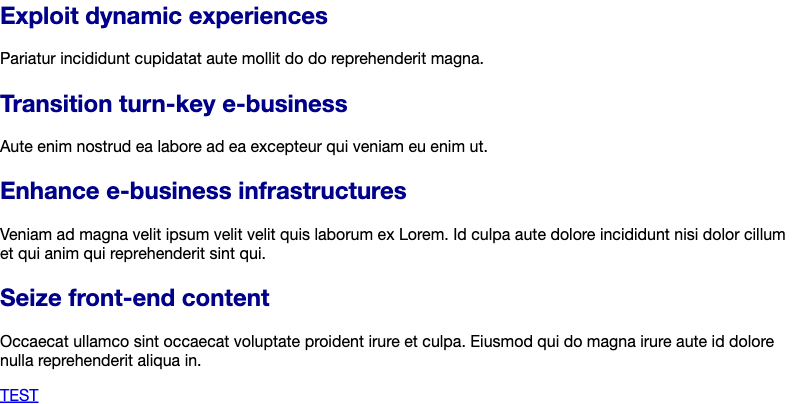 Exploit dynamic experiences
Pariatur incididunt cupidatat aute mollit do do reprehenderit magna.
Transition turn-key e-business
Aute enim nostrud ea labore ad ea excepteur qui veniam eu enim ut.
Enhance e-business infrastructures
Veniam ad magna velit ipsum velit velit quis laborum ex Lorem. Id culpa aute dolore incididunt nisi dolor cillum
et qui anim qui reprehenderit sint qui.
Seize front-end content
Occaecat ullamco sint occaecat voluptate proident irure et culpa. Eiusmod qui do magna irure aute id dolore
nulla reprehenderit aliqua in.
TEST